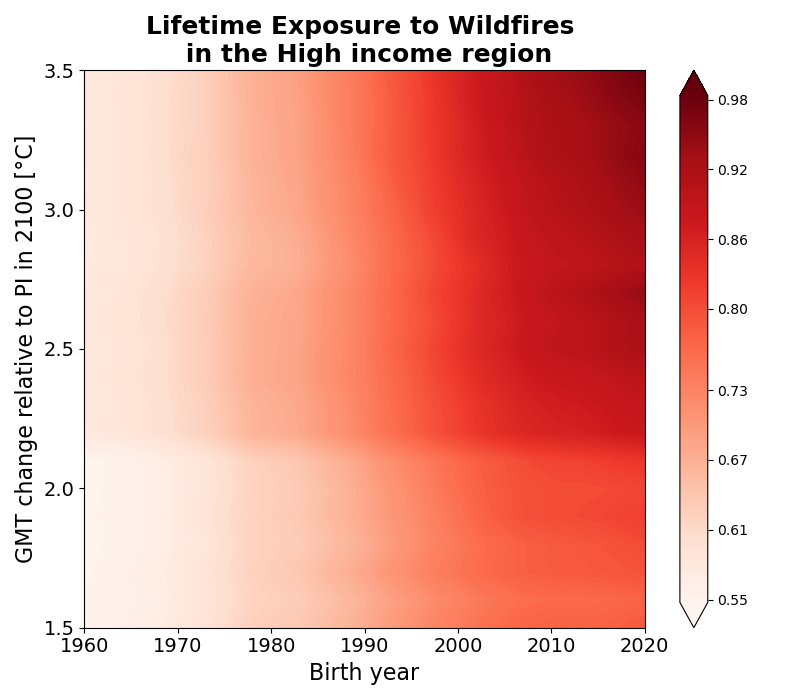 Lifetime Exposure to Wildfires
in the High income region
GMT change relative to PI in 2100 [°C]
3.5
3.0
2.5
2.0
1.5
1960 1970 1980 1990 2000 2010 2020
Birth year
0.98
0.92
0.86
0.80
0.73
0.67
0.61
0.55